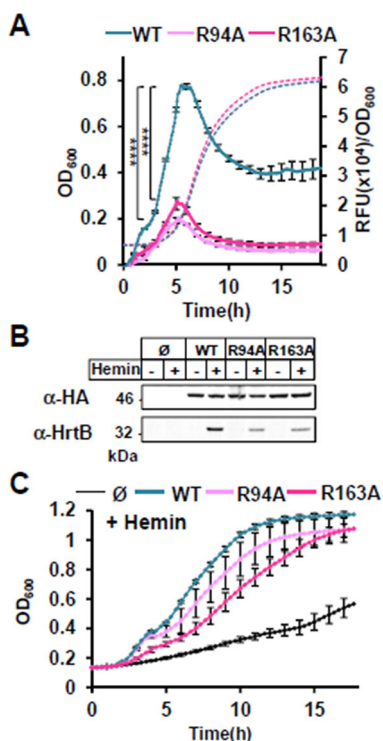 A
WT R94A R163A
OD600
RFU(x10⁴)/OD600
0.8
0.6
0.4
0.2
0
7
6
5
4
3
2
1
0
****
****
0 5 10 15
Time(h)
B
Ø WT R94A R163A
Hemin - + - + - + - +
α-HA 46
α-HrtB 32
kDa
C
Ø WT R94A R163A
+ Hemin
OD600
1.2
1
0.8
0.6
0.4
0.2
0
0 5 10 15
Time(h)